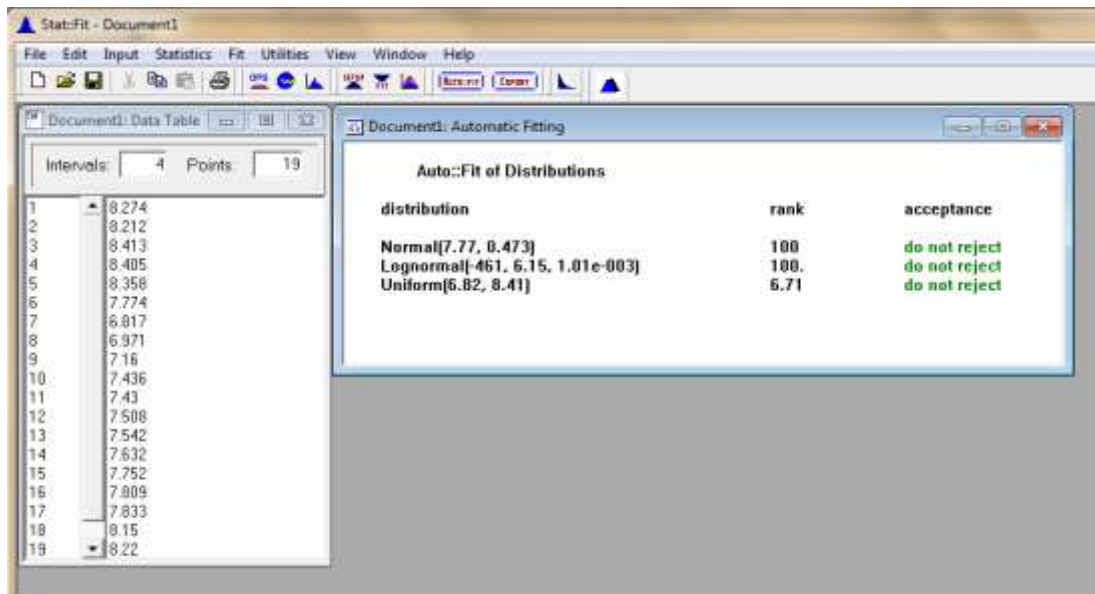 Stat::Fit - Document1
File Edit Input Statistics Fit Utilities View Window Help
AUTO::FIT EXPORT
Document1: Data Table
Intervals: 4 Points: 19
1 8.274
2 8.212
3 8.413
4 8.405
5 8.358
6 7.774
7 6.817
8 6.971
9 7.16
10 7.436
11 7.43
12 7.508
13 7.542
14 7.632
15 7.752
16 7.809
17 7.833
18 8.15
19 8.22
Document1: Automatic Fitting
Auto::Fit of Distributions
distribution rank acceptance
Normal(7.77, 0.473) 100 do not reject
Lognormal(-461, 6.15, 1.01e-003) 100. do not reject
Uniform(6.82, 8.41) 6.71 do not reject